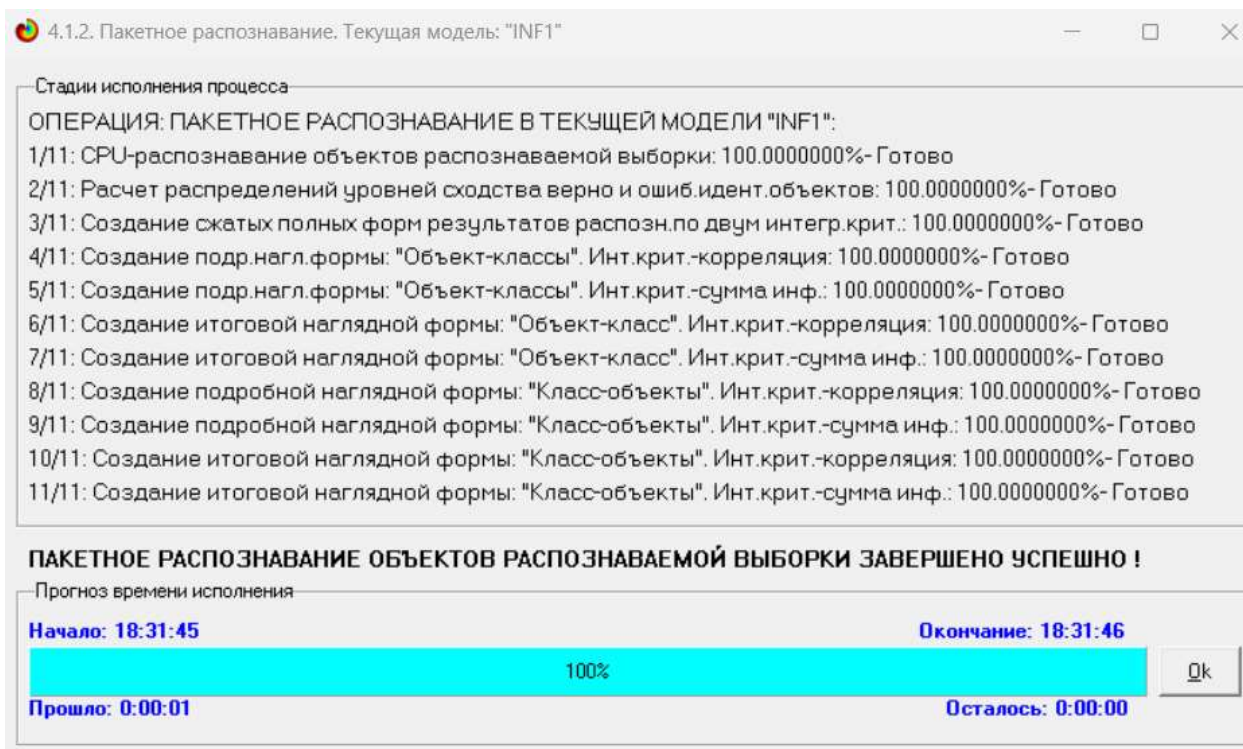 4.1.2. Пакетное распознавание. Текущая модель: "INF1"
Стадии исполнения процесса
ОПЕРАЦИЯ: ПАКЕТНОЕ РАСПОЗНАВАНИЕ В ТЕКУЩЕЙ МОДЕЛИ "INF1":
1/11: CPU-распознавание объектов распознаваемой выборки: 100.0000000%- Готово
2/11: Расчет распределений уровней сходства верно и ошиб.идент.объектов: 100.0000000%- Готово
3/11: Создание сжатых полных форм результатов распозн.по двум интегр.крит.: 100.0000000%- Готово
4/11: Создание подр.нагл.формы: "Объект-классы". Инт.крит.-корреляция: 100.0000000%- Готово
5/11: Создание подр.нагл.формы: "Объект-классы". Инт.крит.-сумма инф.: 100.0000000%- Готово
6/11: Создание итоговой наглядной формы: "Объект-класс". Инт.крит.-корреляция: 100.0000000%- Готово
7/11: Создание итоговой наглядной формы: "Объект-класс". Инт.крит.-сумма инф.: 100.0000000%- Готово
8/11: Создание подробной наглядной формы: "Класс-объекты". Инт.крит.-корреляция: 100.0000000%- Готово
9/11: Создание подробной наглядной формы: "Класс-объекты". Инт.крит.-сумма инф.: 100.0000000%- Готово
10/11: Создание итоговой наглядной формы: "Класс-объекты". Инт.крит.-корреляция: 100.0000000%- Готово
11/11: Создание итоговой наглядной формы: "Класс-объекты". Инт.крит.-сумма инф.: 100.0000000%- Готово
ПАКЕТНОЕ РАСПОЗНАВАНИЕ ОБЪЕКТОВ РАСПОЗНАВАЕМОЙ ВЫБОРКИ ЗАВЕРШЕНО УСПЕШНО !
Прогноз времени исполнения
Начало: 18:31:45 Окончание: 18:31:46
100% Ok
Прошло: 0:00:01 Осталось: 0:00:00